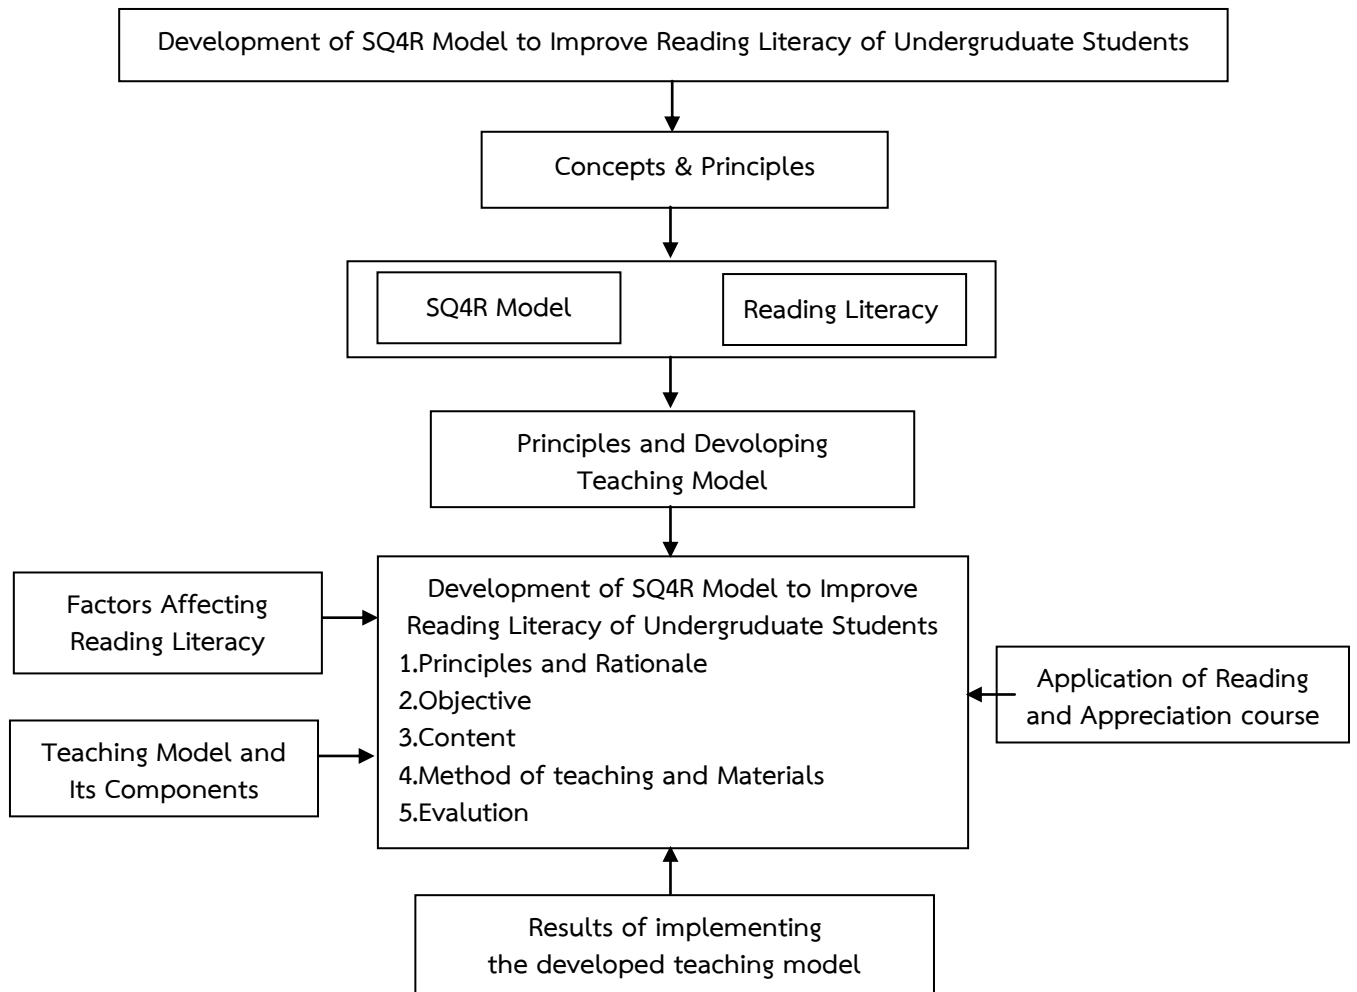 Development of SQ4R Model to Improve Reading Literacy of Undergruduate Students
Concepts & Principles
SQ4R Model
Reading Literacy
Principles and Devoloping
Teaching Model
Factors Affecting
Reading Literacy
Teaching Model and
Its Components
Development of SQ4R Model to Improve
Reading Literacy of Undergruduate Students
1.Principles and Rationale
2.Objective
3.Content
4.Method of teaching and Materials
5.Evalution
Application of Reading
and Appreciation course
Results of implementing
the developed teaching model